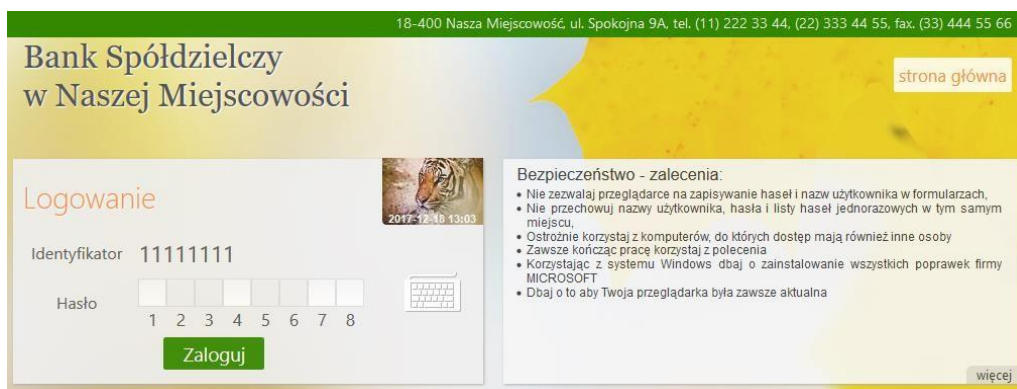 18-400 Nasza Miejscowość, ul. Spokojna 9A, tel. (11) 222 33 44, (22) 333 44 55, fax. (33) 444 55 66
Bank Spółdzielczy
w Naszej Miejscowości
strona główna
Logowanie
2017-12-18 13:03
Identyfikator 11111111
Hasło
1 2 3 4 5 6 7 8
Zaloguj
Bezpieczeństwo - zalecenia:
• Nie zezwalaj przeglądarce na zapisywanie haseł i nazw użytkownika w formularzach,
• Nie przechowuj nazwy użytkownika, hasła i listy haseł jednorazowych w tym samym
miejscu,
• Ostrożnie korzystaj z komputerów, do których dostęp mają również inne osoby
• Zawsze kończąc pracę korzystaj z polecenia
• Korzystając z systemu Windows dbaj o zainstalowanie wszystkich poprawek firmy
MICROSOFT
• Dbaj o to aby Twoja przeglądarka była zawsze aktualna
więcej